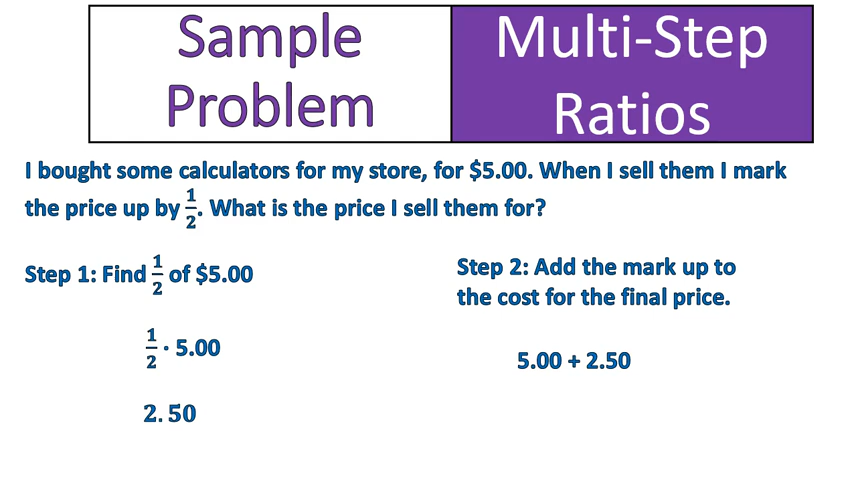 Sample
Problem
Multi-Step
Ratios
I bought some calculators for my store, for $5.00. When I sell them I mark
the price up by 1/2. What is the price I sell them for?
Step 1: Find 1/2 of $5.00
1/2 · 5.00
2.50
Step 2: Add the mark up to
the cost for the final price.
5.00 + 2.50